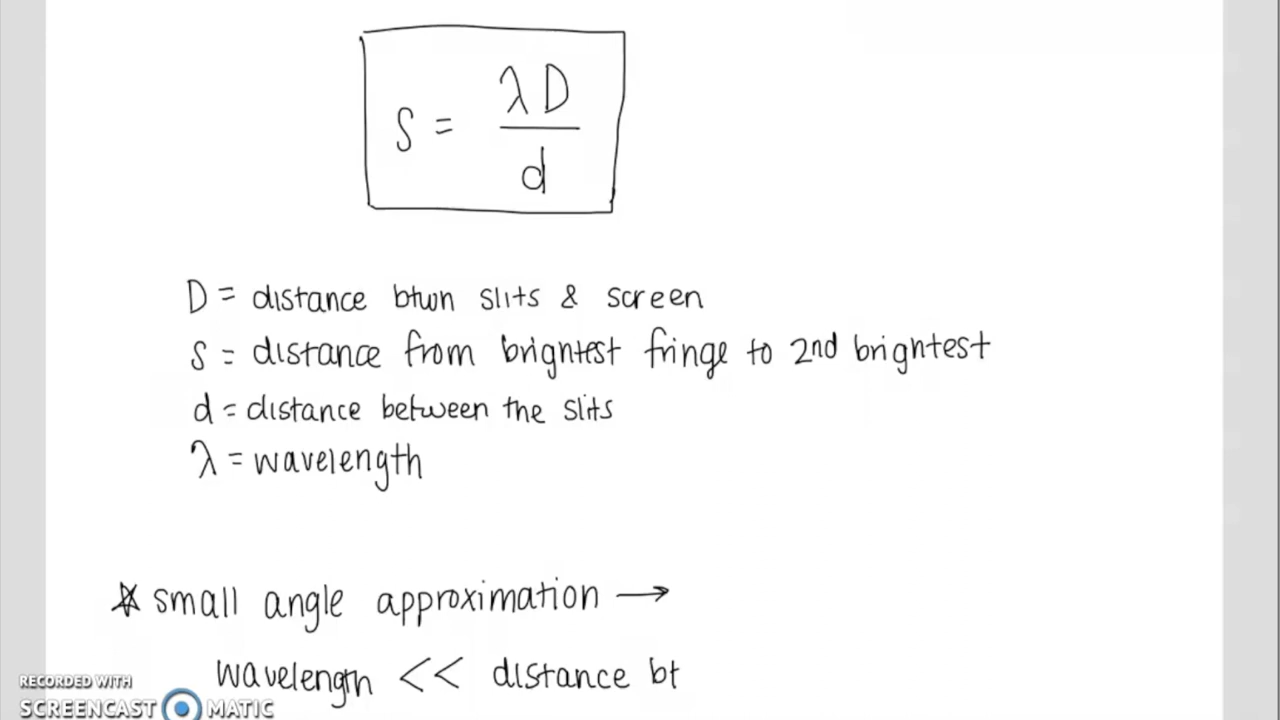 S = λD / d
D = distance btwn slits & screen
S = distance from brightest fringe to 2nd brightest
d = distance between the slits
λ = wavelength
☆ small angle approximation →
wavelength << distance bt
RECORDED WITH
SCREENCAST MATIC